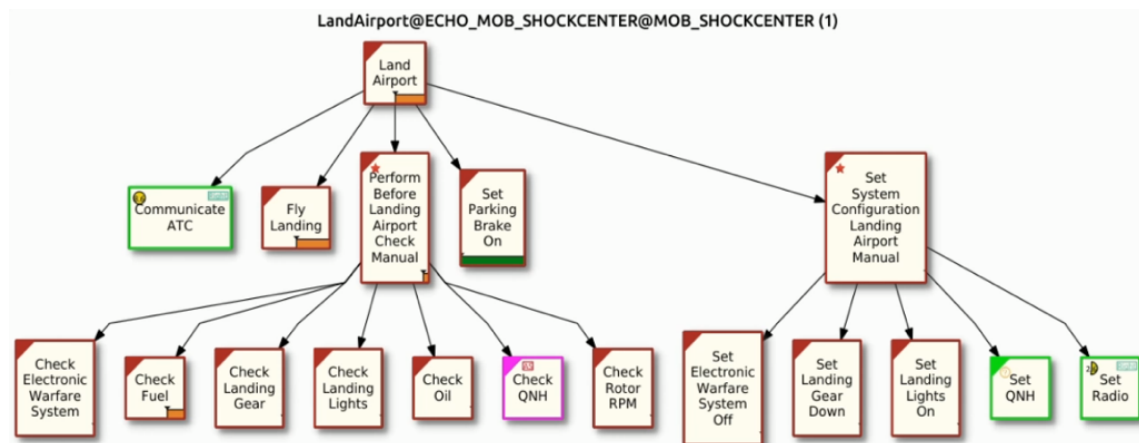 LandAirport@ECHO_MOB_SHOCKCENTER@MOB_SHOCKCENTER (1)
Land
Airport
Communicate
ATC
Fly
Landing
Perform
Before
Landing
Airport
Check
Manual
Set
Parking
Brake
On
Set
System
Configuration
Landing
Airport
Manual
Check
Electronic
Warfare
System
Check
Fuel
Check
Landing
Gear
Check
Landing
Lights
Check
Oil
Check
QNH
Check
Rotor
RPM
Set
Electronic
Warfare
System
Off
Set
Landing
Gear
Down
Set
Landing
Lights
On
Set
QNH
Set
Radio